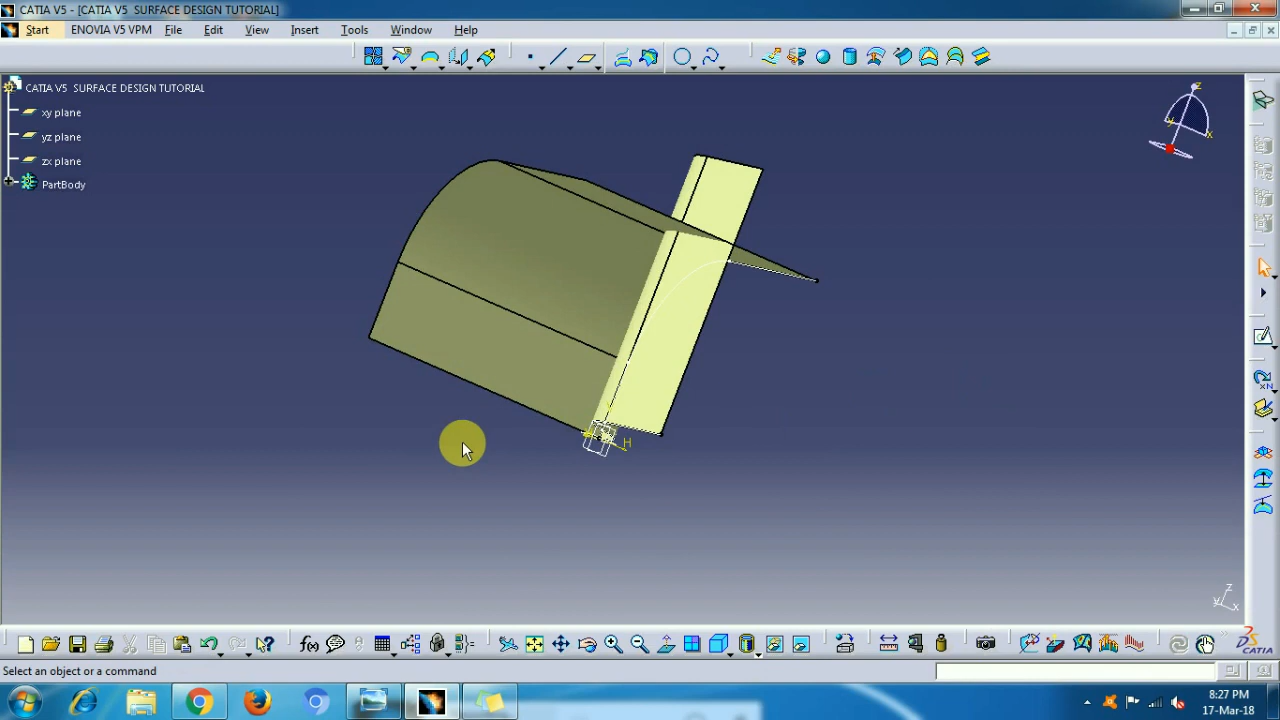 CATIA V5 - [CATIA V5  SURFACE DESIGN TUTORIAL]
Start ENOVIA V5 VPM File Edit View Insert Tools Window Help
CATIA V5  SURFACE DESIGN TUTORIAL
xy plane
yz plane
zx plane
PartBody
z
y
x
H
z
y
x
f(x)
CATIA
Select an object or a command
8:27 PM
17-Mar-18